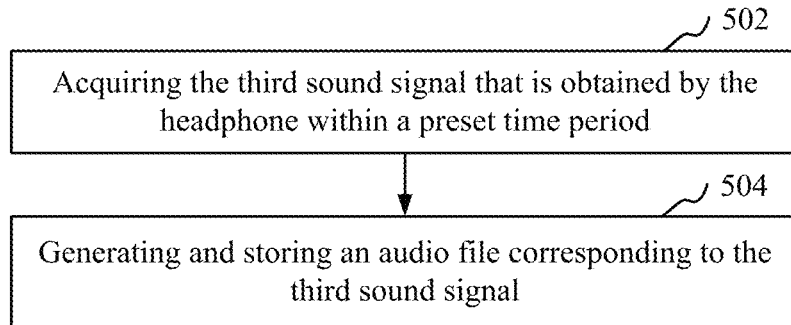 502
Acquiring the third sound signal that is obtained by the
headphone within a preset time period
504
Generating and storing an audio file corresponding to the
third sound signal